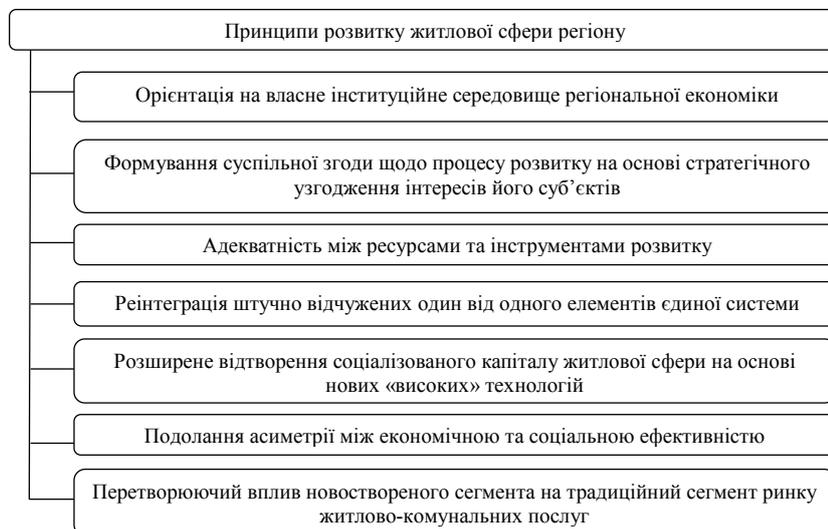 Принципи розвитку житлової сфери регіону
Орієнтація на власне інституційне середовище регіональної економіки
Формування суспільної згоди щодо процесу розвитку на основі стратегічного
узгодження інтересів його суб’єктів
Адекватність між ресурсами та інструментами розвитку
Реінтеграція штучно відчужених один від одного елементів єдиної системи
Розширене відтворення соціалізованого капіталу житлової сфери на основі
нових «високих» технологій
Подолання асиметрії між економічною та соціальною ефективністю
Перетворюючий вплив новоствореного сегмента на традиційний сегмент ринку
житлово-комунальних послуг